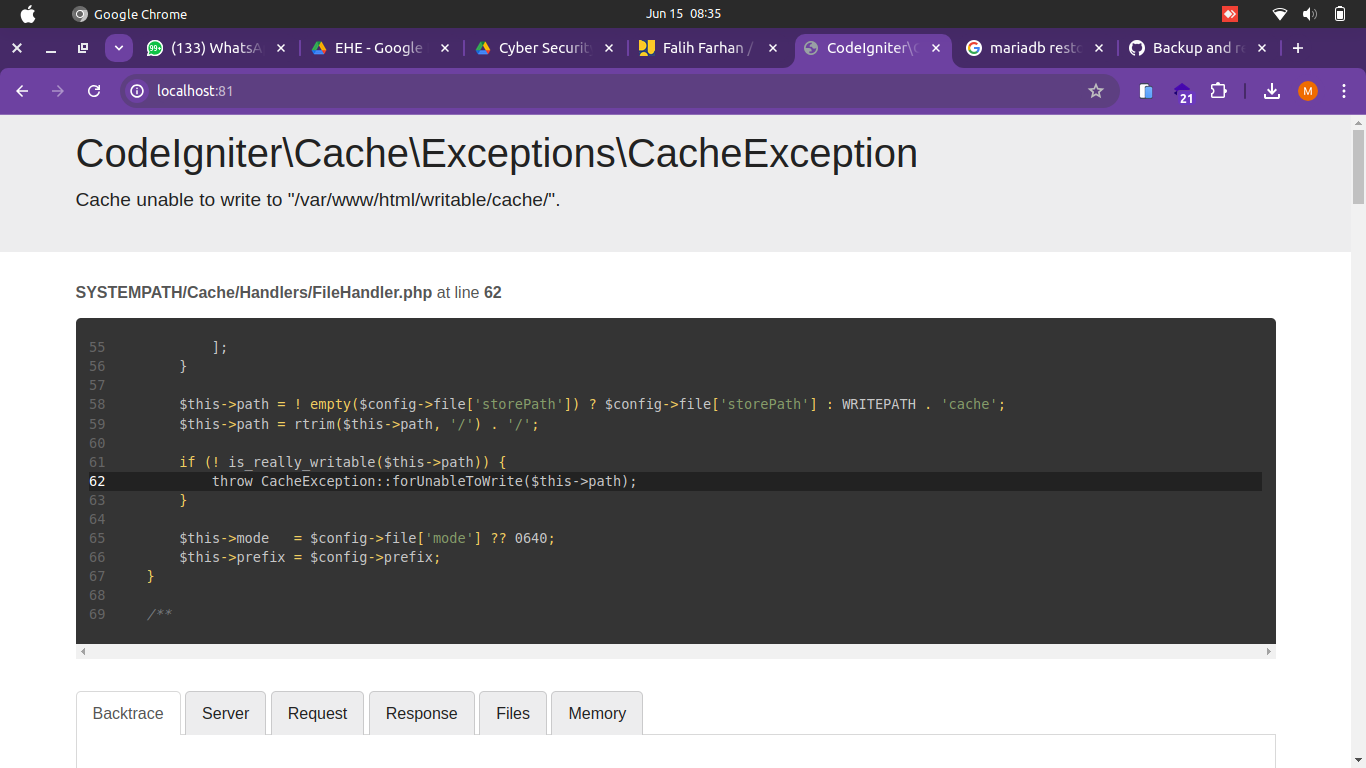 Google Chrome
Jun 15 08:35
99+ (133) WhatsA
EHE - Google
Cyber Securit
Falih Farhan /
CodeIgniter\C
mariadb resto
Backup and re
localhost:81
21
M
CodeIgniter\Cache\Exceptions\CacheException
Cache unable to write to "/var/www/html/writable/cache/".
SYSTEMPATH/Cache/Handlers/FileHandler.php at line 62
55             ];
56         }
57
58         $this->path = ! empty($config->file['storePath']) ? $config->file['storePath'] : WRITEPATH . 'cache';
59         $this->path = rtrim($this->path, '/') . '/';
60
61         if (! is_really_writable($this->path)) {
62             throw CacheException::forUnableToWrite($this->path);
63         }
64
65         $this->mode   = $config->file['mode'] ?? 0640;
66         $this->prefix = $config->prefix;
67     }
68
69     /**
Backtrace
Server
Request
Response
Files
Memory